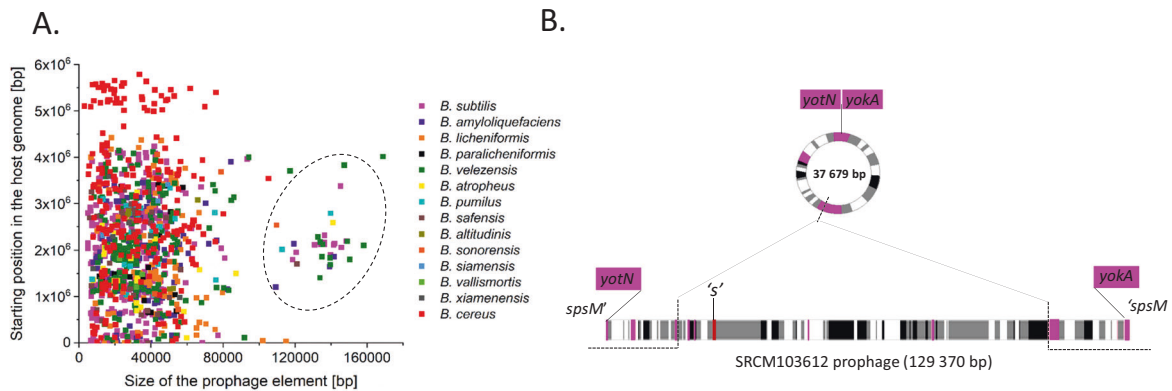 A.
Starting position in the host genome [bp]
6x10⁶
5x10⁶
4x10⁶
3x10⁶
2x10⁶
1x10⁶
0
0
40000
80000
120000
160000
Size of the prophage element [bp]
B. subtilis
B. amyloliquefaciens
B. licheniformis
B. paralicheniformis
B. velezensis
B. atropheus
B. pumilus
B. safensis
B. altitudinis
B. sonorensis
B. siamensis
B. vallismortis
B. xiamenensis
B. cereus
B.
yotN yokA
37 679 bp
yotN
yokA
spsM'
's'
'spsM
SRCM103612 prophage (129 370 bp)